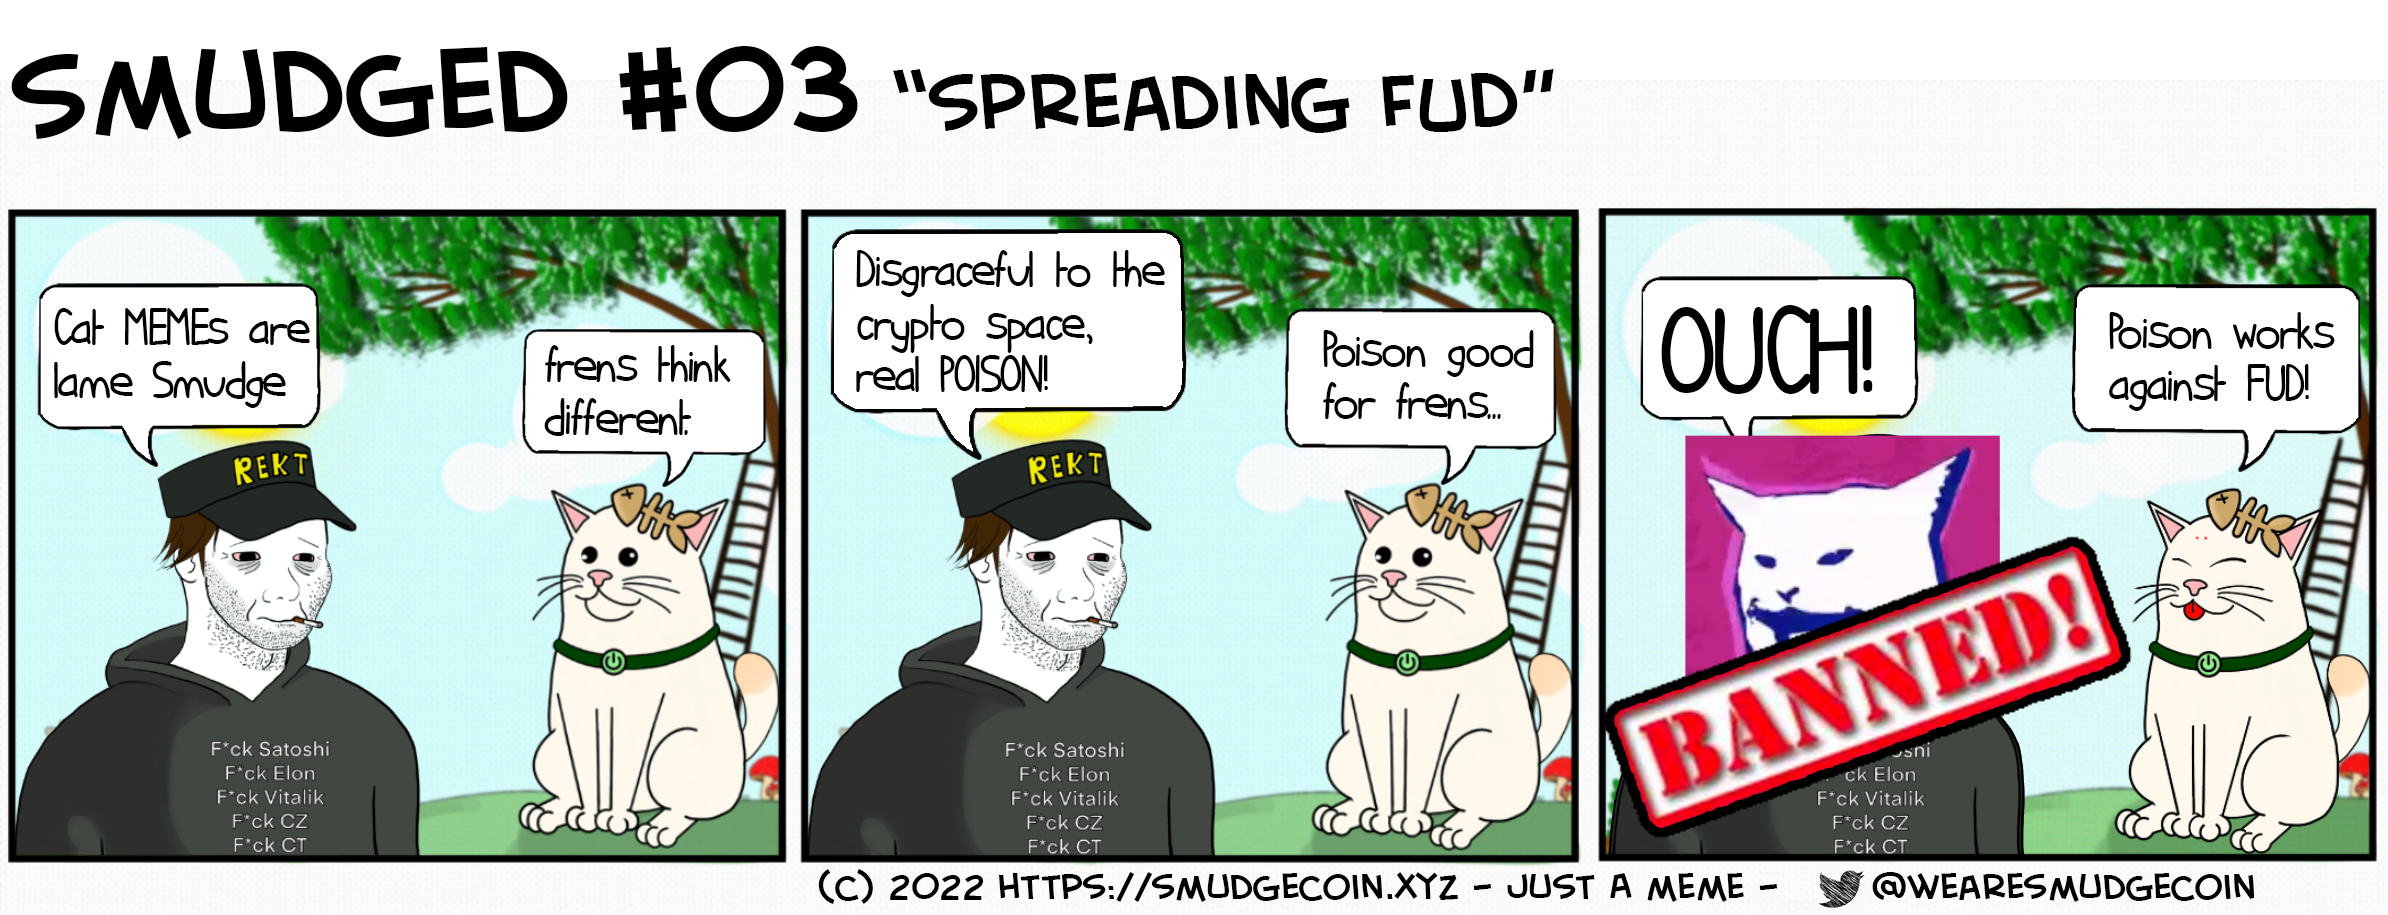 SMUDGED #03 “SPREADING FUD”
Cat MEMEs are
lame Smudge
frens think
different.
REKT
F*ck Satoshi
F*ck Elon
F*ck Vitalik
F*ck CZ
F*ck CT
Disgraceful to the
crypto space,
real POISON!
Poison good
for frens...
REKT
F*ck Satoshi
F*ck Elon
F*ck Vitalik
F*ck CZ
F*ck CT
OUCH!
Poison works
against FUD!
BANNED!
oshi
ck Elon
F*ck Vitalik
F*ck CZ
F*ck CT
(C) 2022 HTTPS://SMUDGECOIN.XYZ - JUST A MEME - @WEARESMUDGECOIN